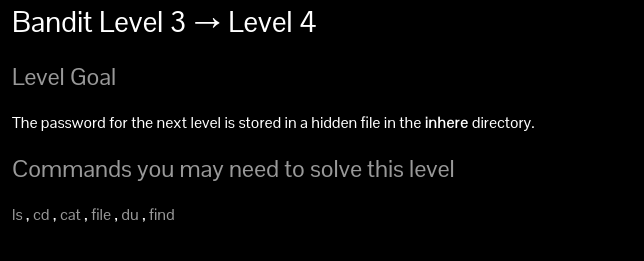 Bandit Level 3 → Level 4
Level Goal
The password for the next level is stored in a hidden file in the inhere directory.
Commands you may need to solve this level
ls , cd , cat , file , du , find